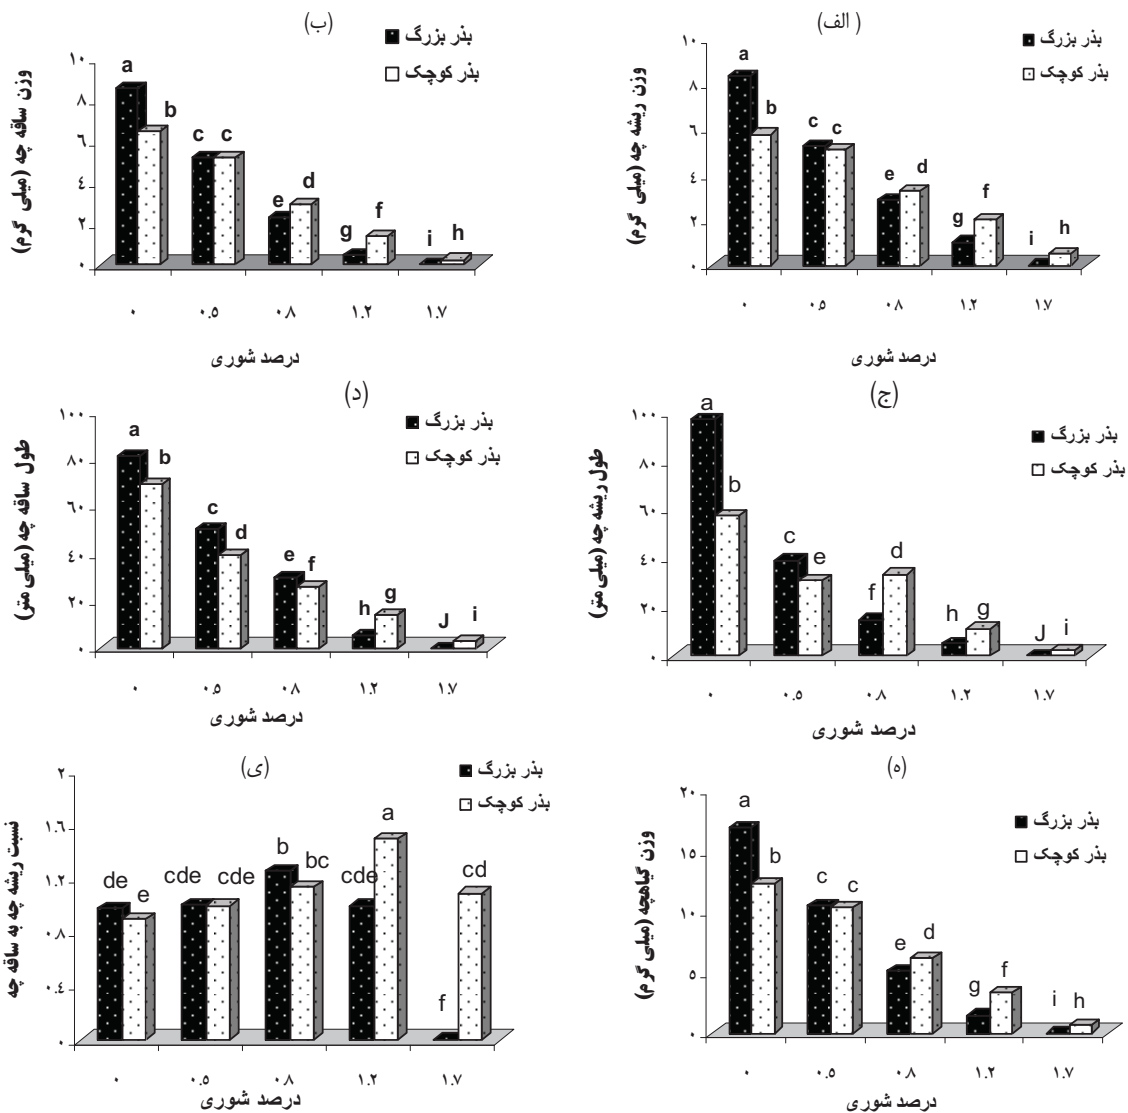 ( الف)
بذر بزرگ
بذر کوچک
وزن ریشه چه (میلی گرم)
۱۰
۸
۶
۴
۲
۰
a
b
c
c
e
d
g
f
i
h
۰
۰.۵
۰.۸
۱.۲
۱.۷
درصد شوری
(ب)
بذر بزرگ
بذر کوچک
وزن ساقه چه (میلی گرم)
۱۰
۸
۶
۴
۲
۰
a
b
c
c
e
d
g
f
i
h
۰
۰.۵
۰.۸
۱.۲
۱.۷
درصد شوری
(ج)
بذر بزرگ
بذر کوچک
طول ریشه چه (میلی متر)
۱۰۰
۸۰
۶۰
۴۰
۲۰
۰
a
b
c
e
f
d
h
g
J
i
۰
۰.۵
۰.۸
۱.۲
۱.۷
درصد شوری
(د)
بذر بزرگ
بذر کوچک
طول ساقه چه (میلی متر)
۱۰۰
۸۰
۶۰
۴۰
۲۰
۰
a
b
c
d
e
f
h
g
J
i
۰
۰.۵
۰.۸
۱.۲
۱.۷
درصد شوری
(ه)
بذر بزرگ
بذر کوچک
وزن گیاهچه (میلی گرم)
۲۰
۱۵
۱۰
۵
۰
a
b
c
c
e
d
g
f
i
h
۰
۰.۵
۰.۸
۱.۲
۱.۷
درصد شوری
(ی)
بذر بزرگ
بذر کوچک
نسبت ریشه چه به ساقه چه
۲
۱.۶
۱.۲
۰.۸
۰.۴
۰
de
e
cde
cde
b
bc
cde
a
f
cd
۰
۰.۵
۰.۸
۱.۲
۱.۷
درصد شوری